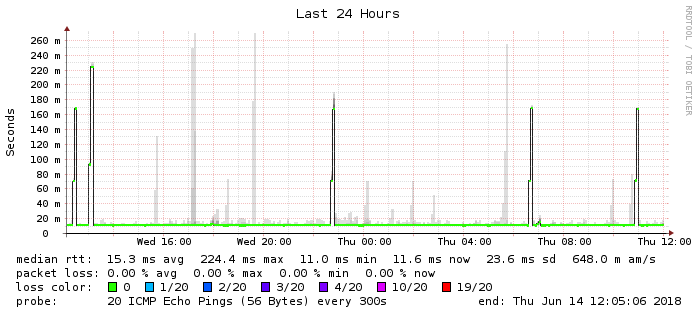 Last 24 Hours
RRDTOOL / TOBI OETIKER
Seconds
260 m
240 m
220 m
200 m
180 m
160 m
140 m
120 m
100 m
80 m
60 m
40 m
20 m
0
Wed 16:00 Wed 20:00 Thu 00:00 Thu 04:00 Thu 08:00 Thu 12:00
median rtt: 15.3 ms avg 224.4 ms max 11.0 ms min 11.6 ms now 23.6 ms sd 648.0 m am/s
packet loss: 0.00 % avg 0.00 % max 0.00 % min 0.00 % now
loss color: 0 1/20 2/20 3/20 4/20 10/20 19/20
probe: 20 ICMP Echo Pings (56 Bytes) every 300s end: Thu Jun 14 12:05:06 2018